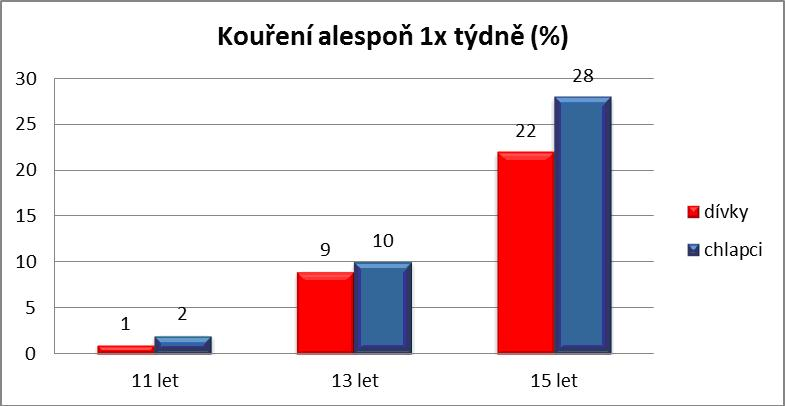 Kouření alespoň 1x týdně (%)
30
25
20
15
10
5
0
1
2
9
10
22
28
11 let
13 let
15 let
dívky
chlapci